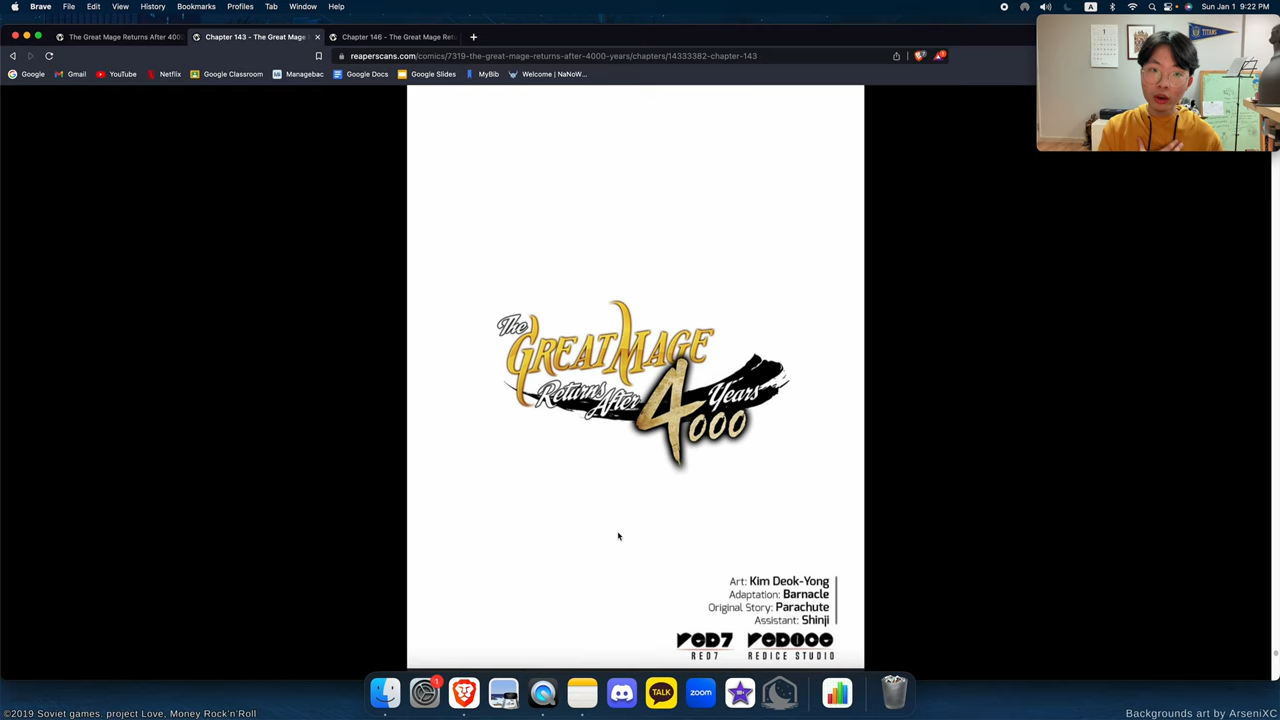 Brave File Edit View History Bookmarks Profiles Tab Window Help
A Sun Jan 1 9:22 PM
The Great Mage Returns After 4000
Chapter 143 - The Great Mage
Chapter 146 - The Great Mage Retu
reaperscans.com/comics/7319-the-great-mage-returns-after-4000-years/chapters/14333382-chapter-143
Google Gmail YouTube Netflix Google Classroom Managebac Google Docs Google Slides MyBib Welcome | NaNoW...
TITANS
The
GREAT MAGE
Returns After 4000 Years
Art: Kim Deok-Yong
Adaptation: Barnacle
Original Story: Parachute
Assistant: Shinji
RED7 REDICE
RED7 REDICE STUDIO
1
TALK zoom
©2019 Soviet games. project Love, Money Rock'n'Roll
Backgrounds art by ArseniXC